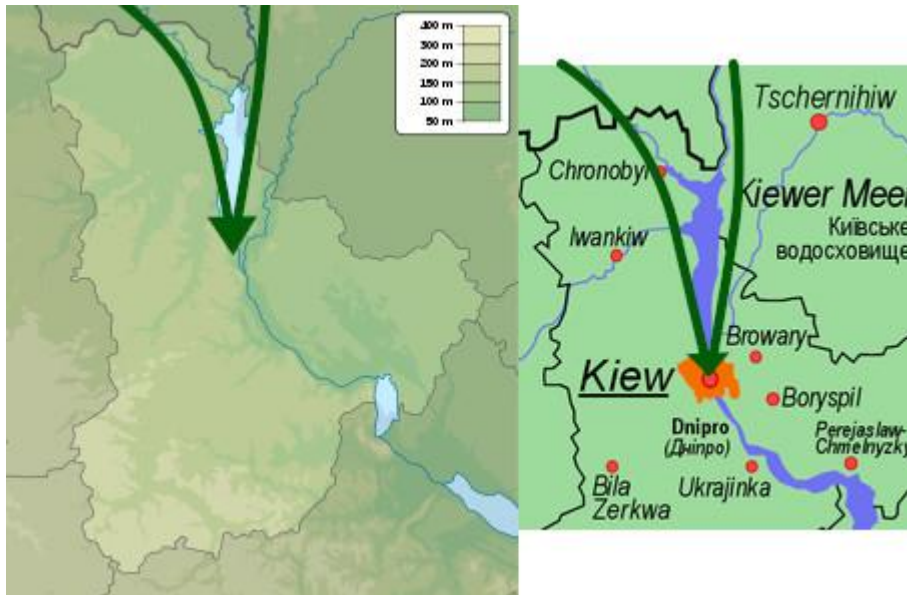 400 m
300 m
200 m
150 m
100 m
50 m
Tschernihiw
Chronobyl
Kiewer Meer
Київське
водосховище
Iwankiw
Browary
Kiew
Boryspil
Dnipro
(Дніпро)
Perejaslaw-
Chmelnyzky
Bila
Zerkwa
Ukrajinka